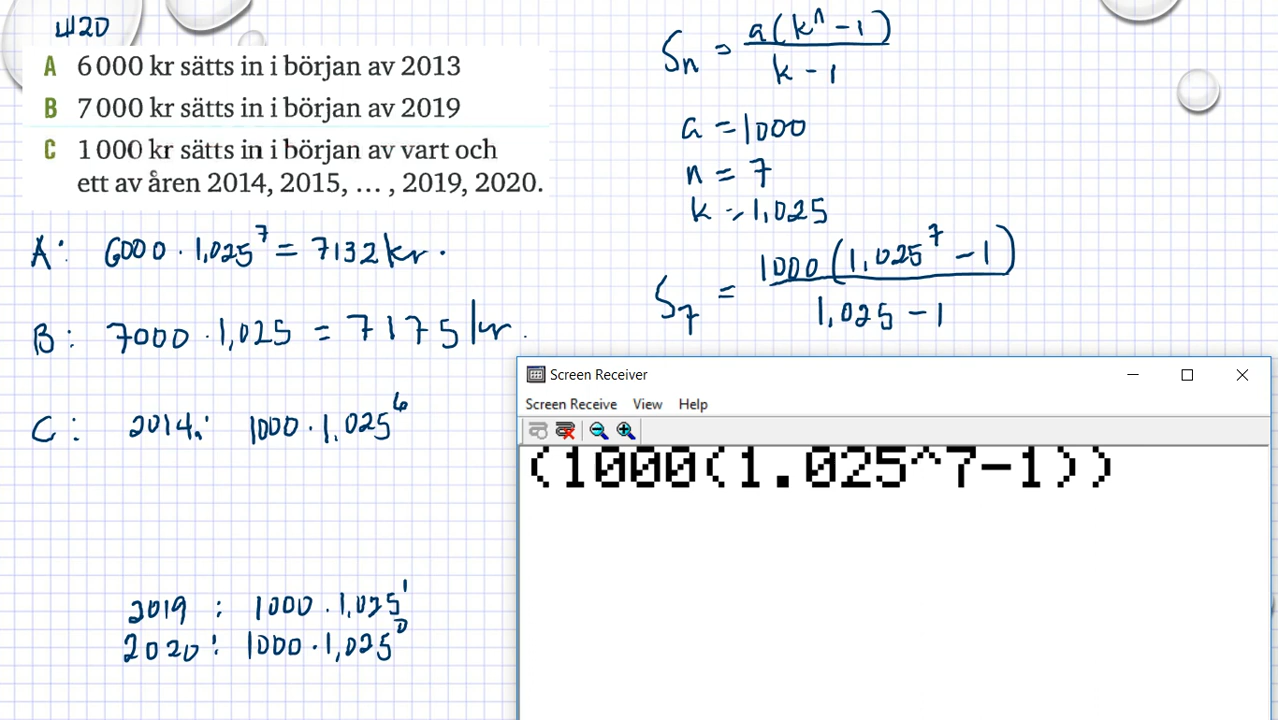 4120
A 6 000 kr sätts in i början av 2013
B 7 000 kr sätts in i början av 2019
C 1 000 kr sätts in i början av vart och
ett av åren 2014, 2015, ... , 2019, 2020.
A: 6000 · 1,025^7 = 7132 kr.
B: 7000 · 1,025 = 7175 kr.
C: 2014: 1000 · 1,025^6
2019 : 1000 · 1,025^1
2020 : 1000 · 1,025^0
Sn = a(k^n - 1) / k - 1
a = 1000
n = 7
k = 1,025
S7 = 1000(1,025^7 - 1) / 1,025 - 1
Screen Receiver
Screen Receive View Help
(1000(1.025^7-1))